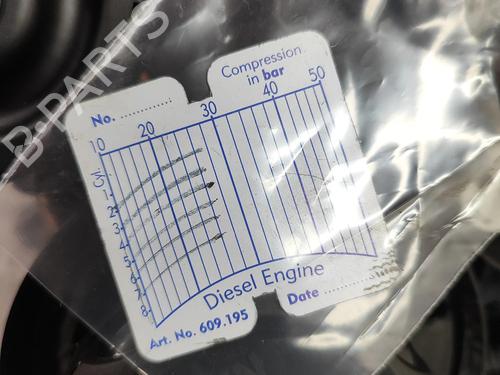 B-PARTS
Compression
in bar
No. ..............
10 20 30 40 50
1
2
3
4
5
6
7
8
Diesel Engine
Date ..............
Art. No. 609.195